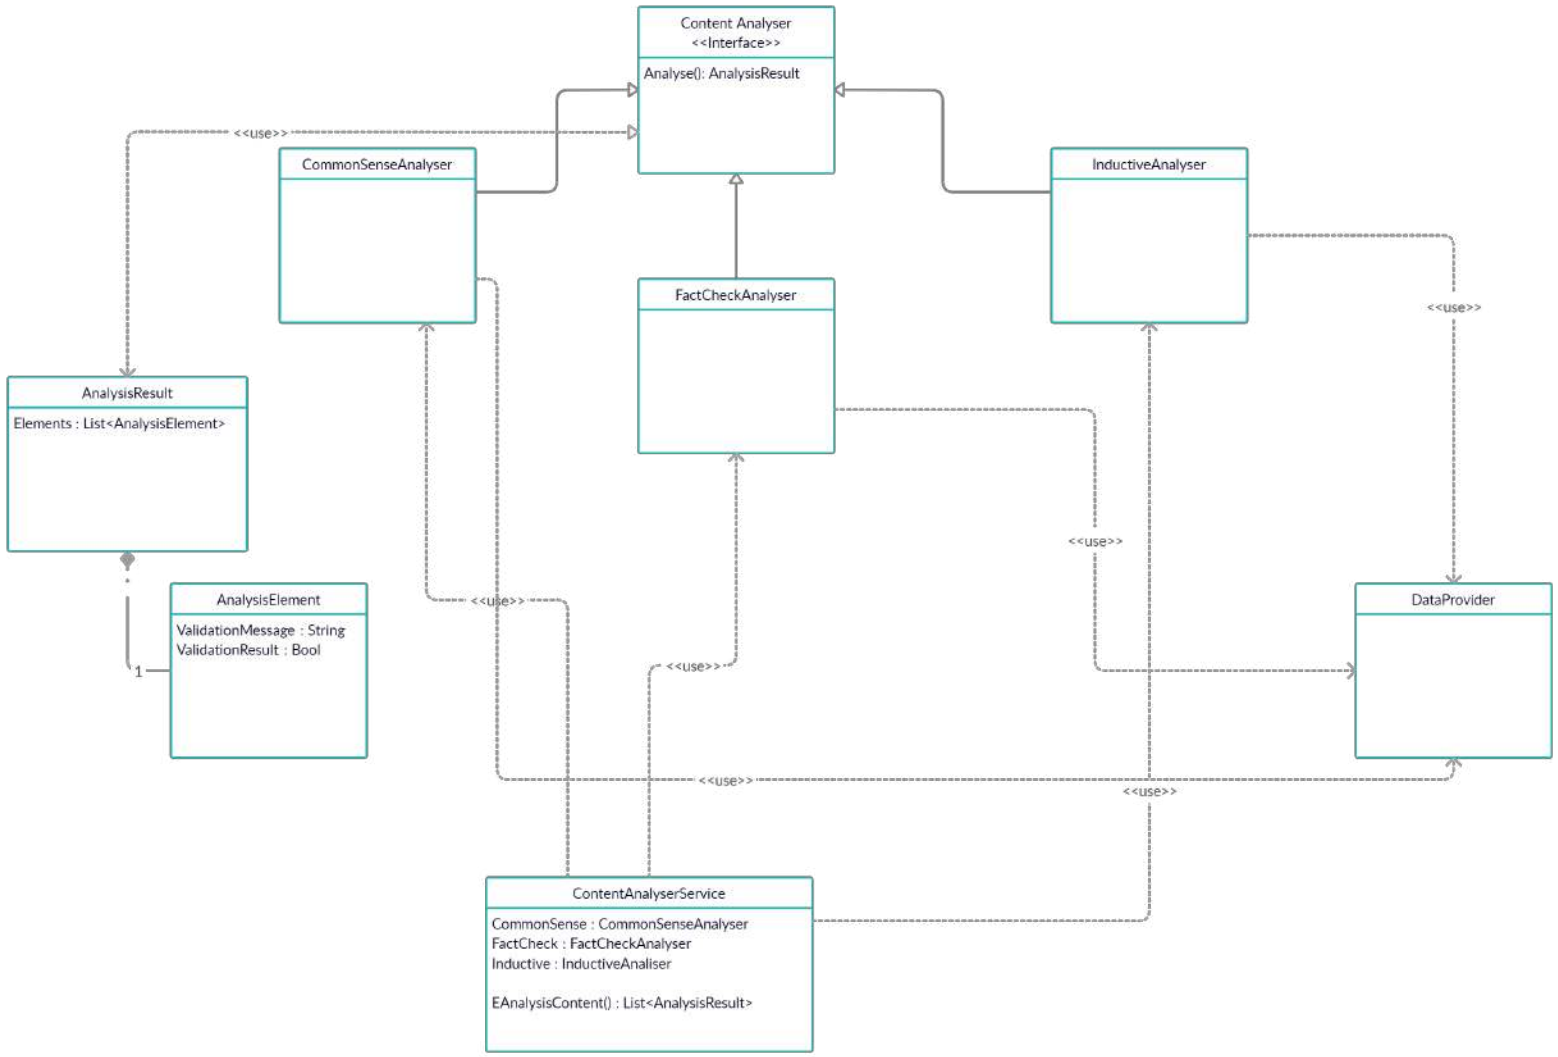 Content Analyser
<<Interface>>
Analyse(): AnalysisResult
<<use>>
CommonSenseAnalyser
InductiveAnalyser
FactCheckAnalyser
<<use>>
AnalysisResult
Elements : List<AnalysisElement>
<<use>>
AnalysisElement
ValidationMessage : String
ValidationResult : Bool
1
<<use>>
DataProvider
<<use>>
<<use>>
<<use>>
ContentAnalyserService
CommonSense : CommonSenseAnalyser
FactCheck : FactCheckAnalyser
Inductive : InductiveAnaliser
EAnalysisContent() : List<AnalysisResult>